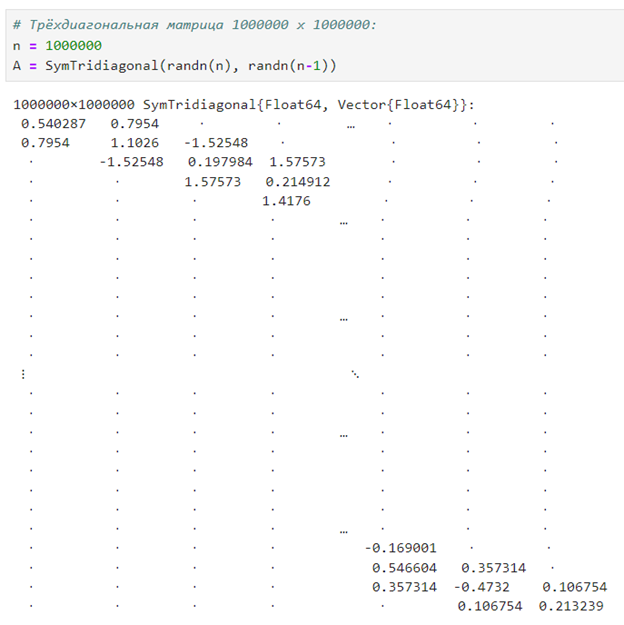 # Трёхдиагональная матрица 1000000 x 1000000:
n = 1000000
A = SymTridiagonal(randn(n), randn(n-1))
1000000×1000000 SymTridiagonal{Float64, Vector{Float64}}:
0.540287 0.7954 ⋅ ⋅ … ⋅ ⋅ ⋅
0.7954 1.1026 -1.52548 ⋅ ⋅ ⋅ ⋅
⋅ -1.52548 0.197984 1.57573 ⋅ ⋅ ⋅
⋅ ⋅ 1.57573 0.214912 ⋅ ⋅ ⋅
⋅ ⋅ ⋅ 1.4176 ⋅ ⋅ ⋅
⋅ ⋅ ⋅ ⋅ … ⋅ ⋅ ⋅
⋅ ⋅ ⋅ ⋅ ⋅ ⋅ ⋅
⋅ ⋅ ⋅ ⋅ ⋅ ⋅ ⋅
⋅ ⋅ ⋅ ⋅ ⋅ ⋅ ⋅
⋅ ⋅ ⋅ ⋅ ⋅ ⋅ ⋅
⋅ ⋅ ⋅ ⋅ … ⋅ ⋅ ⋅
⋅ ⋅ ⋅ ⋅ ⋅ ⋅ ⋅
⋅ ⋅ ⋅ ⋅ ⋅ ⋅ ⋅
⋮ ⋱
⋅ ⋅ ⋅ ⋅ ⋅ ⋅ ⋅
⋅ ⋅ ⋅ ⋅ ⋅ ⋅ ⋅
⋅ ⋅ ⋅ ⋅ … ⋅ ⋅ ⋅
⋅ ⋅ ⋅ ⋅ ⋅ ⋅ ⋅
⋅ ⋅ ⋅ ⋅ ⋅ ⋅ ⋅
⋅ ⋅ ⋅ ⋅ ⋅ ⋅ ⋅
⋅ ⋅ ⋅ ⋅ ⋅ ⋅ ⋅
⋅ ⋅ ⋅ ⋅ … ⋅ ⋅ ⋅
⋅ ⋅ ⋅ ⋅ -0.169001 ⋅ ⋅
⋅ ⋅ ⋅ ⋅ 0.546604 0.357314 ⋅
⋅ ⋅ ⋅ ⋅ 0.357314 -0.4732 0.106754
⋅ ⋅ ⋅ ⋅ ⋅ 0.106754 0.213239